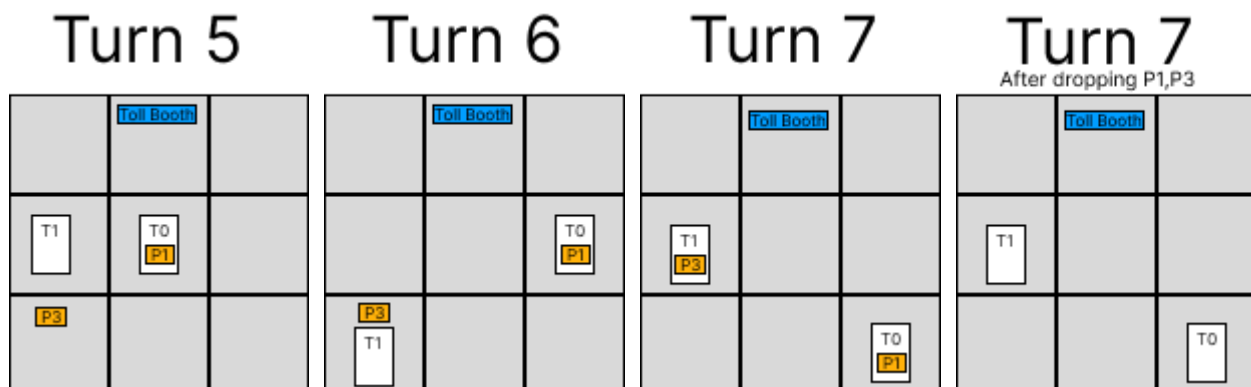 Turn 5
Turn 6
Turn 7
Turn 7
After dropping P1,P3
Toll Booth
T1
T0
P1
P3
Toll Booth
T0
P1
P3
T1
Toll Booth
T1
P3
T0
P1
Toll Booth
T1
T0